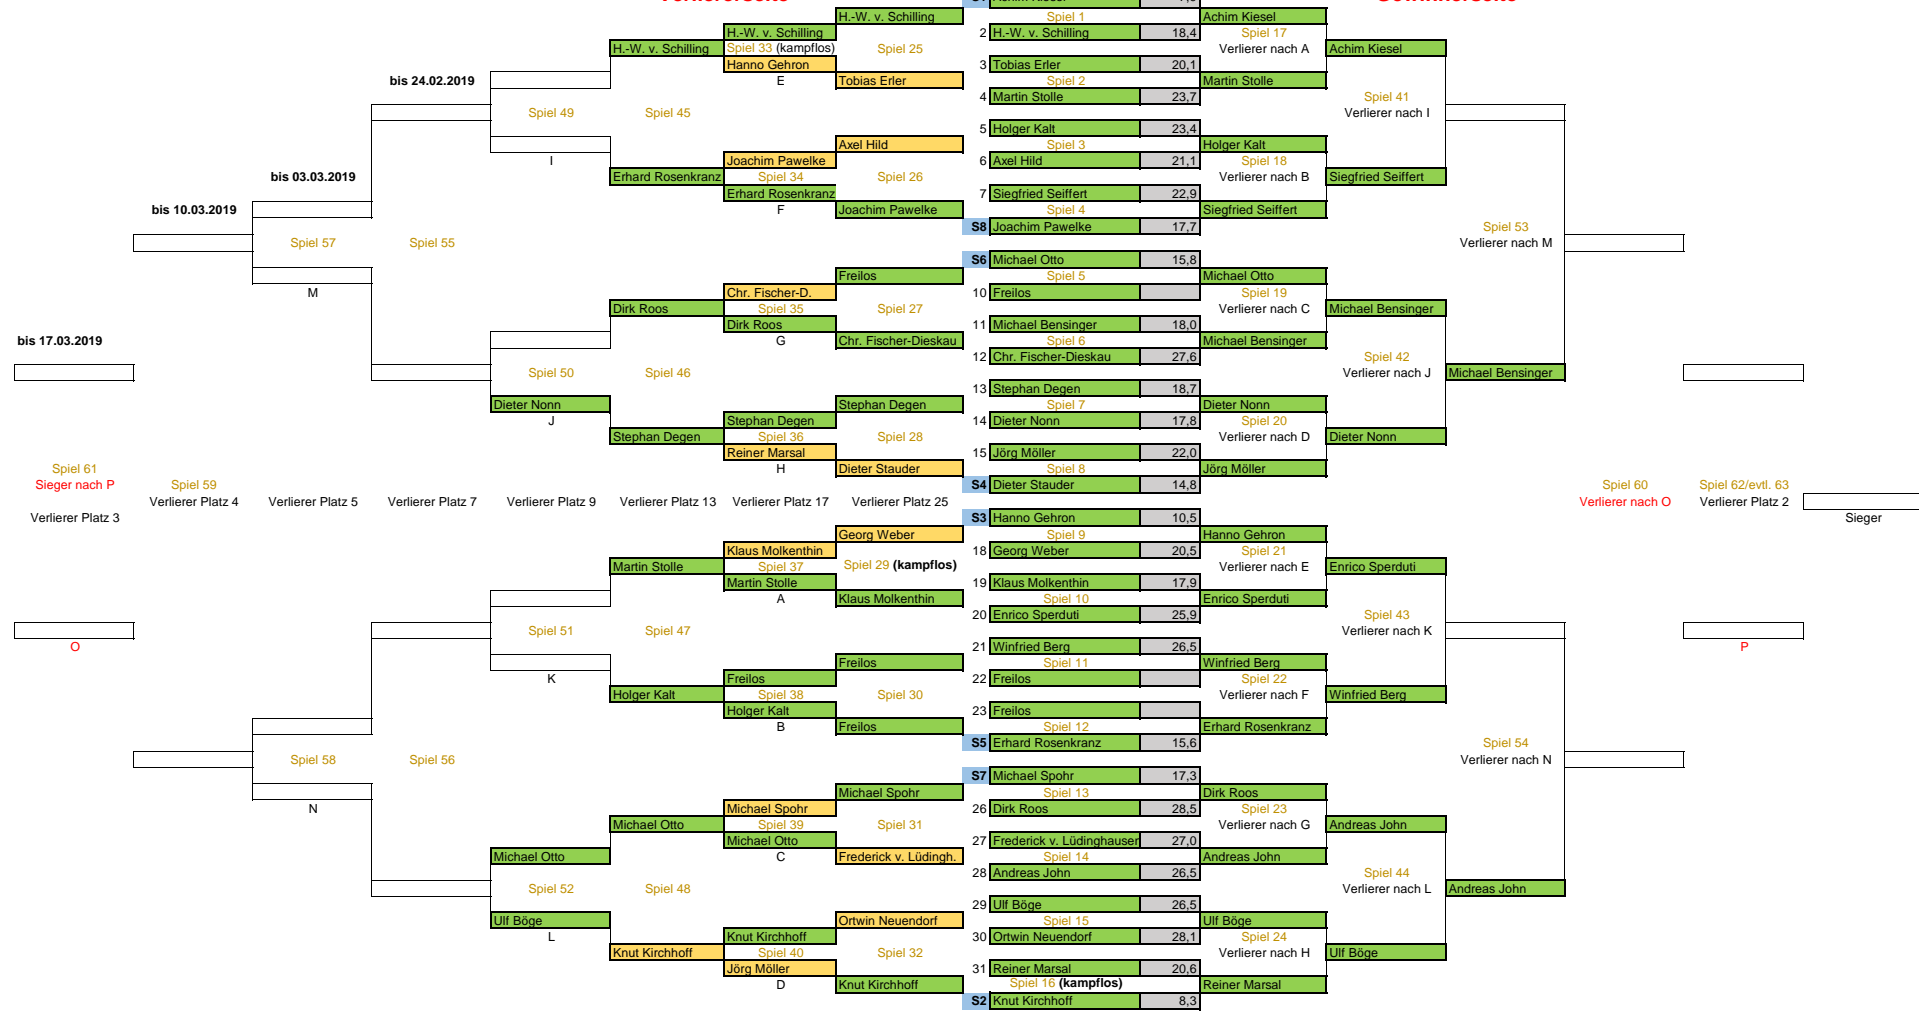 H.-W. v. Schilling Spiel 1 Achim Kiesel
H.-W. v. Schilling 2 H.-W. v. Schilling 18,4 Spiel 17
H.-W. v. Schilling Spiel 33 (kampflos) Spiel 25 Verlierer nach A Achim Kiesel
Hanno Gehron 3 Tobias Erler 20,1
bis 24.02.2019 E Tobias Erler Spiel 2 Martin Stolle
4 Martin Stolle 23,7 Spiel 41
Spiel 49 Spiel 45 Verlierer nach I
5 Holger Kalt 23,4
Axel Hild Spiel 3 Holger Kalt
I Joachim Pawelke 6 Axel Hild 21,1 Spiel 18
bis 03.03.2019 Erhard Rosenkranz Spiel 34 Spiel 26 Verlierer nach B Siegfried Seiffert
Erhard Rosenkranz 7 Siegfried Seiffert 22,9
bis 10.03.2019 F Joachim Pawelke Spiel 4 Siegfried Seiffert
S8 Joachim Pawelke 17,7 Spiel 53
Spiel 57 Spiel 55 Verlierer nach M
S6 Michael Otto 15,8
Freilos Spiel 5 Michael Otto
M Chr. Fischer-D. 10 Freilos Spiel 19
Dirk Roos Spiel 35 Spiel 27 Verlierer nach C Michael Bensinger
Dirk Roos 11 Michael Bensinger 18,0
bis 17.03.2019 G Chr. Fischer-Dieskau Spiel 6 Michael Bensinger
12 Chr. Fischer-Dieskau 27,6 Spiel 42
Spiel 50 Spiel 46 Verlierer nach J Michael Bensinger
13 Stephan Degen 18,7
Dieter Nonn Stephan Degen Spiel 7 Dieter Nonn
J Stephan Degen 14 Dieter Nonn 17,8 Spiel 20
Stephan Degen Spiel 36 Spiel 28 Verlierer nach D Dieter Nonn
Reiner Marsal 15 Jörg Möller 22,0
Spiel 61 H Dieter Stauder Spiel 8 Jörg Möller
Sieger nach P Spiel 59 S4 Dieter Stauder 14,8 Spiel 60 Spiel 62/evtl. 63
Verlierer Platz 4 Verlierer Platz 5 Verlierer Platz 7 Verlierer Platz 9 Verlierer Platz 13 Verlierer Platz 17 Verlierer Platz 25 Verlierer nach O Verlierer Platz 2
Verlierer Platz 3 S3 Hanno Gehron 10,5 Sieger
Georg Weber Spiel 9 Hanno Gehron
Klaus Molkenthin 18 Georg Weber 20,5 Spiel 21
Martin Stolle Spiel 37 Spiel 29 (kampflos) Verlierer nach E Enrico Sperduti
Martin Stolle 19 Klaus Molkenthin 17,9
A Klaus Molkenthin Spiel 10 Enrico Sperduti
20 Enrico Sperduti 25,9 Spiel 43
Spiel 51 Spiel 47 Verlierer nach K
O 21 Winfried Berg 26,5 P
Freilos Spiel 11 Winfried Berg
K Freilos 22 Freilos Spiel 22
Holger Kalt Spiel 38 Spiel 30 Verlierer nach F Winfried Berg
Holger Kalt 23 Freilos
B Freilos Spiel 12 Erhard Rosenkranz
S5 Erhard Rosenkranz 15,6 Spiel 54
Spiel 58 Spiel 56 Verlierer nach N
S7 Michael Spohr 17,3
Michael Spohr Spiel 13 Dirk Roos
N Michael Spohr 26 Dirk Roos 28,5 Spiel 23
Michael Otto Spiel 39 Spiel 31 Verlierer nach G Andreas John
Michael Otto 27 Frederick v. Lüdinghausen 27,0
Michael Otto C Frederick v. Lüdingh. Spiel 14 Andreas John
28 Andreas John 26,5 Spiel 44
Spiel 52 Spiel 48 Verlierer nach L Andreas John
29 Ulf Böge 26,5
Ulf Böge Ortwin Neuendorf Spiel 15 Ulf Böge
L Knut Kirchhoff 30 Ortwin Neuendorf 28,1 Spiel 24
Knut Kirchhoff Spiel 40 Spiel 32 Verlierer nach H Ulf Böge
Jörg Möller 31 Reiner Marsal 20,6
D Knut Kirchhoff Spiel 16 (kampflos) Reiner Marsal
S2 Knut Kirchhoff 8,3